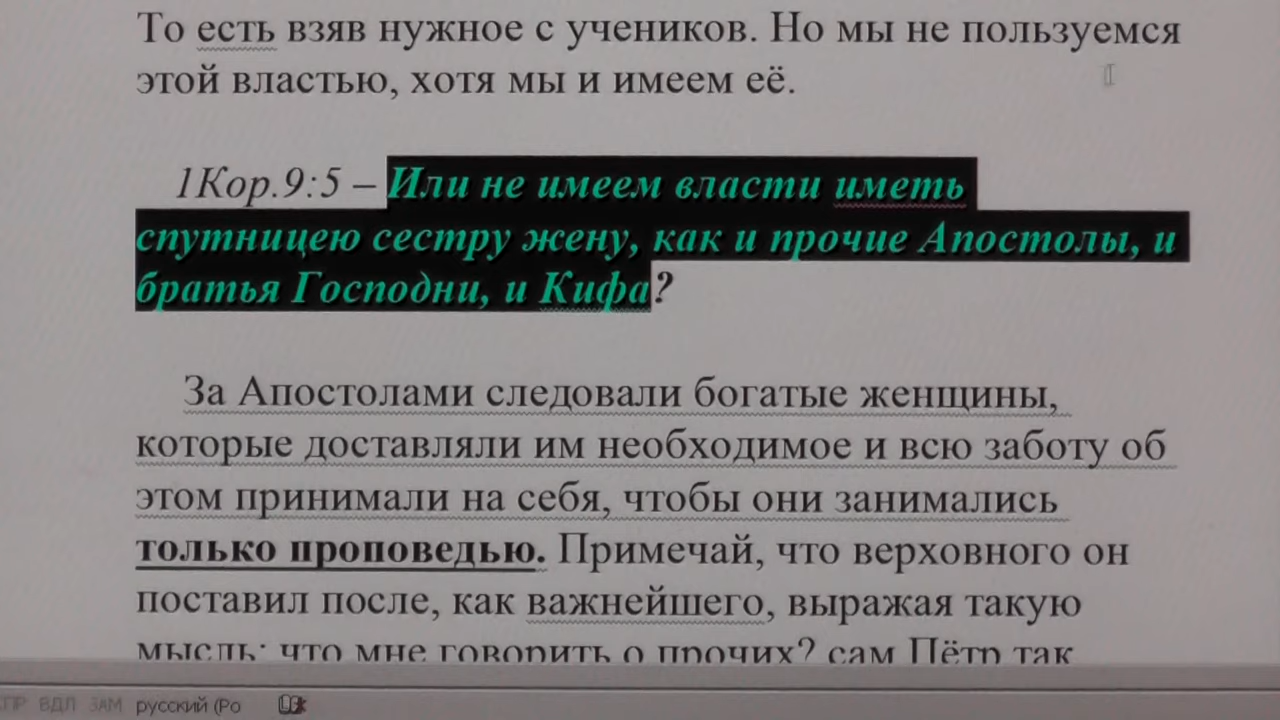 То есть взяв нужное с учеников. Но мы не пользуемся
этой властью, хотя мы и имеем её.
1Кор.9:5 – Или не имеем власти иметь
спутницею сестру жену, как и прочие Апостолы, и
братья Господни, и Кифа?
За Апостолами следовали богатые женщины,
которые доставляли им необходимое и всю заботу об
этом принимали на себя, чтобы они занимались
только проповедью. Примечай, что верховного он
поставил после, как важнейшего, выражая такую
мысль: что мне говорить о прочих? сам Пётр так
ВДЛ ЗАМ русский (Ро